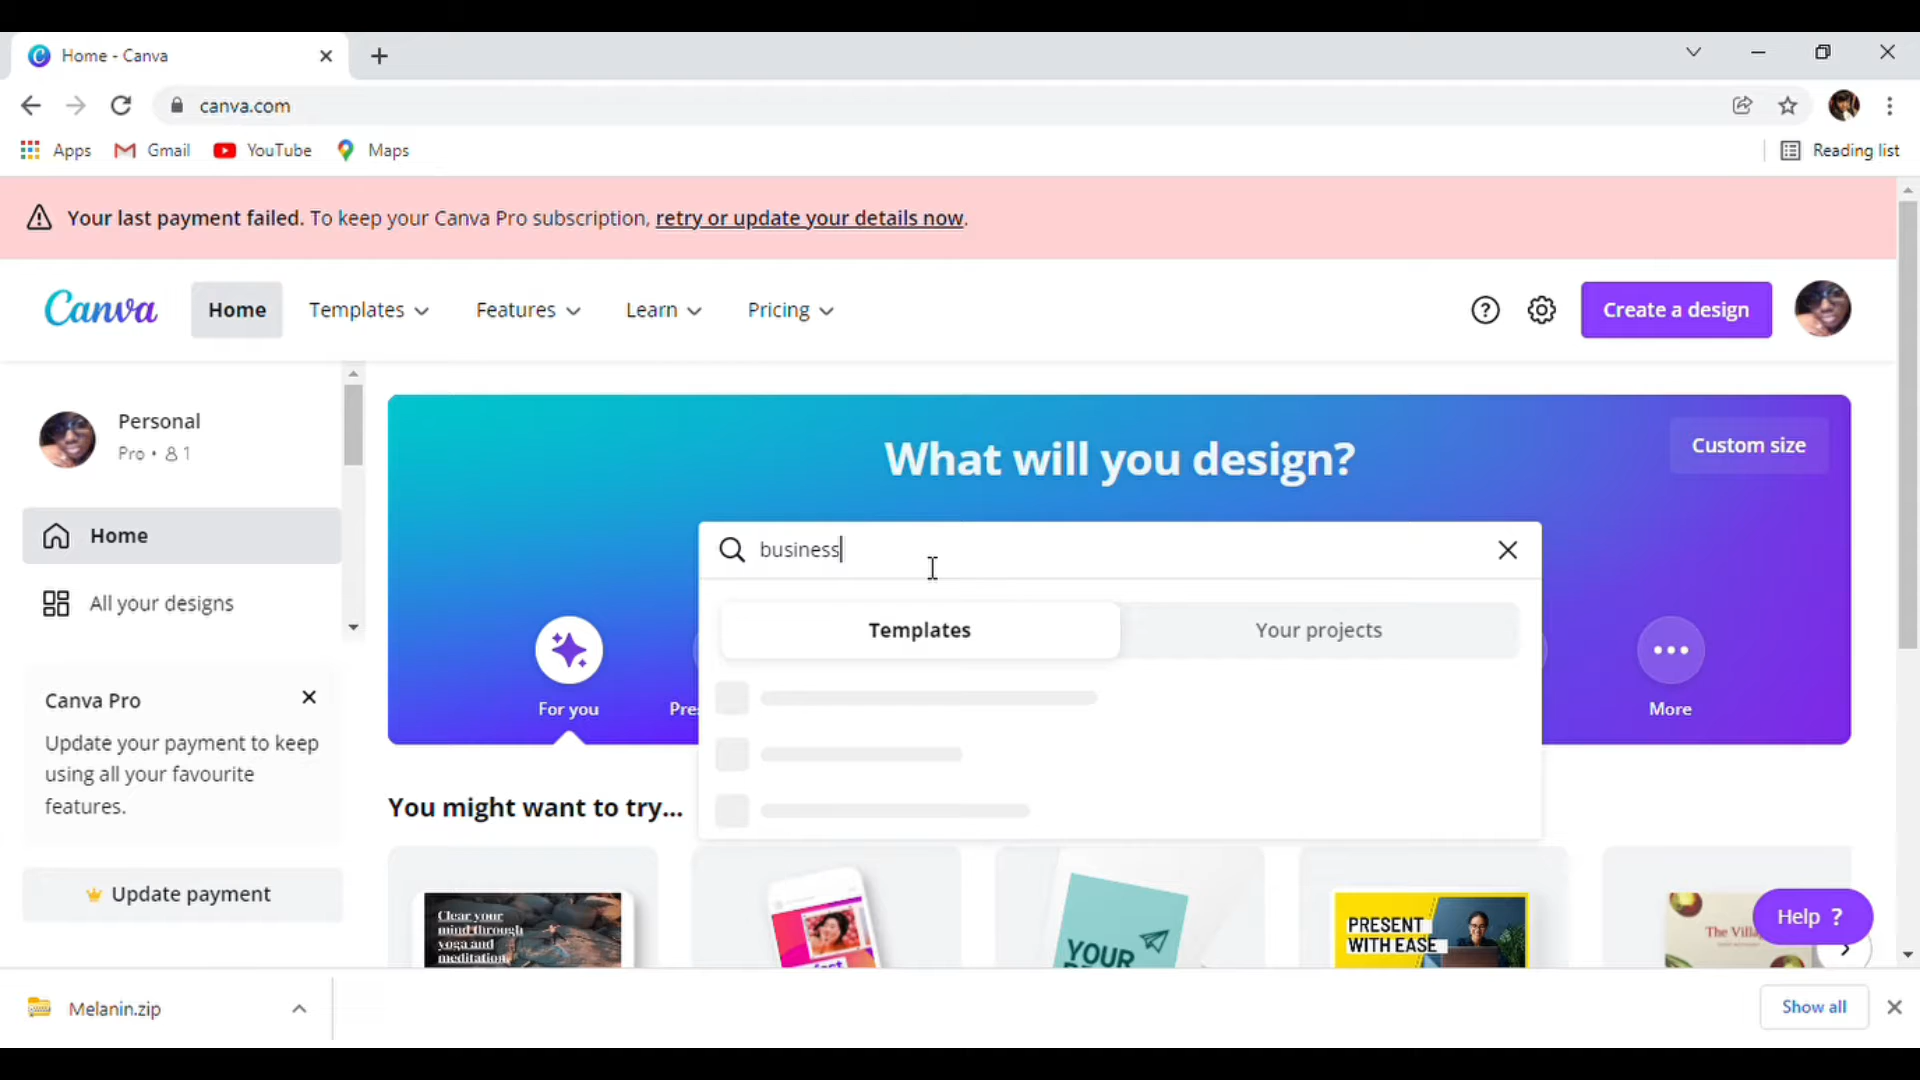 Home - Canva
canva.com
Apps Gmail YouTube Maps Reading list
Your last payment failed. To keep your Canva Pro subscription, retry or update your details now.
Canva Home Templates Features Learn Pricing ? Create a design
Personal
Pro • 1
Home
All your designs
Canva Pro
Update your payment to keep
using all your favourite
features.
Update payment
What will you design?
Custom size
business
Templates Your projects
For you
More
You might want to try...
Clear your
mind through
yoga and
meditation.
YOUR
PRESENT
WITH EASE
Help ?
Melanin.zip
Show all